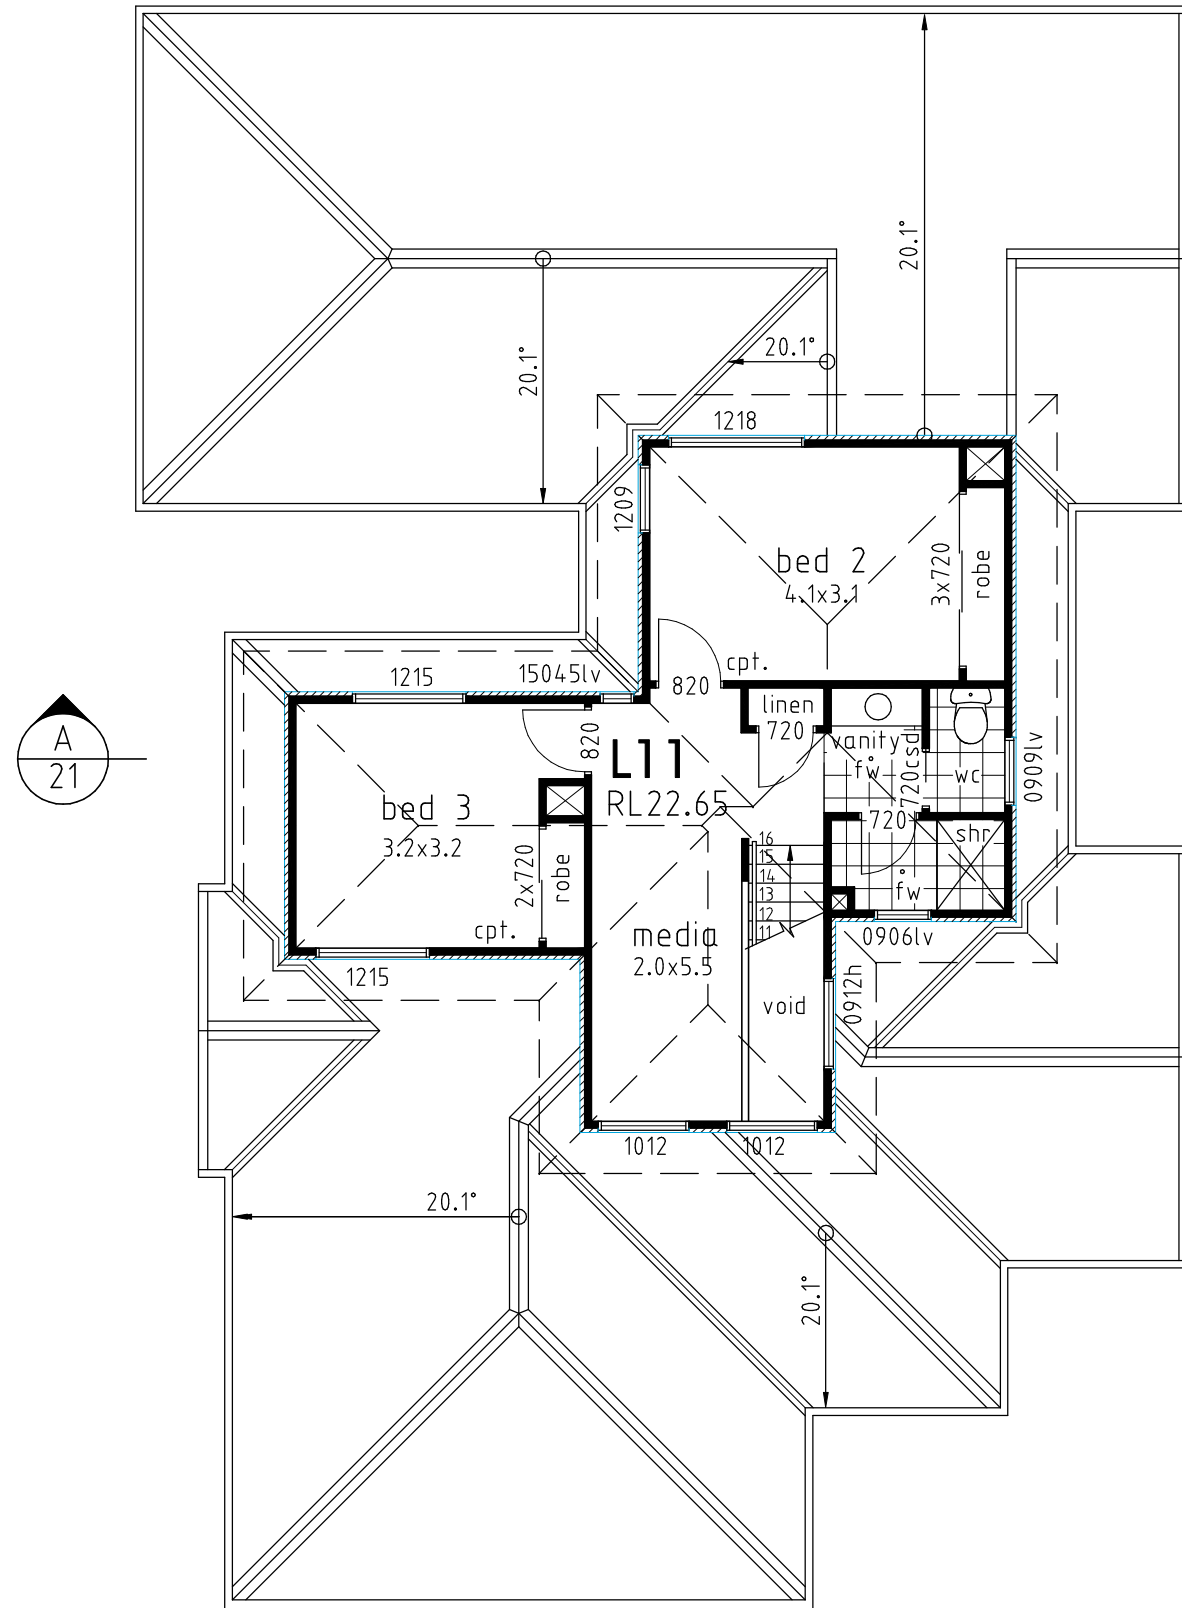 20.1°
20.1°
20.1°
1218
1209
bed 2
4.1x3.1
3x720
robe
cpt.
820
1215
15045lv
linen
720
vanity
fw
720csd
wc
0909lv
A
21
820
L11
RL22.65
bed 3
3.2x3.2
2x720
robe
cpt.
720
shr
fw
16
15
14
13
12
11
media
2.0x5.5
0906lv
0912h
void
1215
1012
1012
20.1°
20.1°